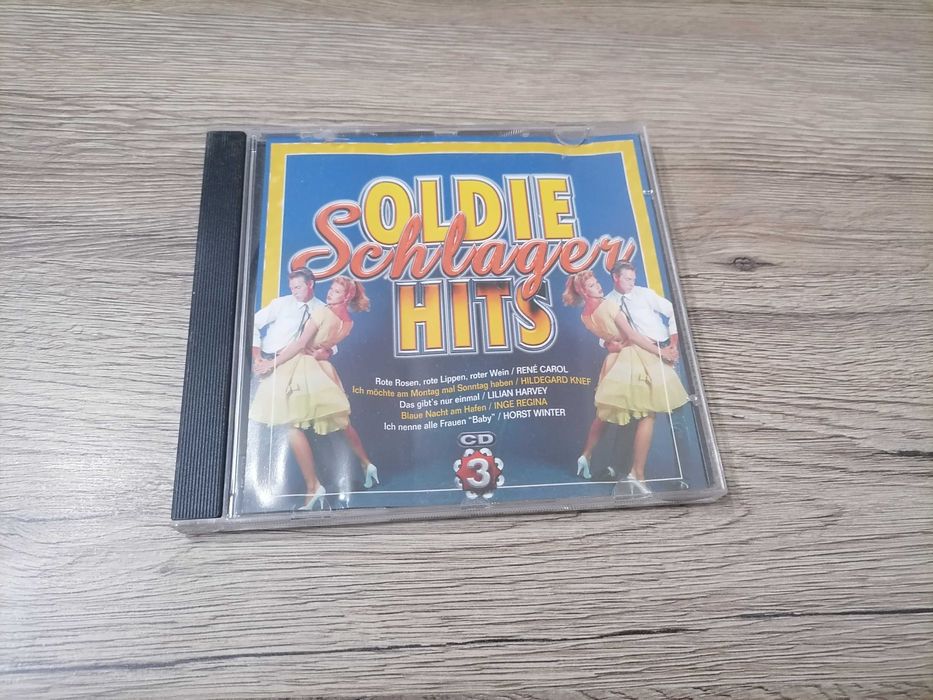 OLDIE
Schlager
HITS
Rote Rosen, rote Lippen, roter Wein / RENÉ CAROL
Ich möchte am Montag mal Sonntag haben / HILDEGARD KNEF
Das gibt's nur einmal / LILIAN HARVEY
Blaue Nacht am Hafen / INGE REGINA
Ich nenne alle Frauen "Baby" / HORST WINTER
CD
3